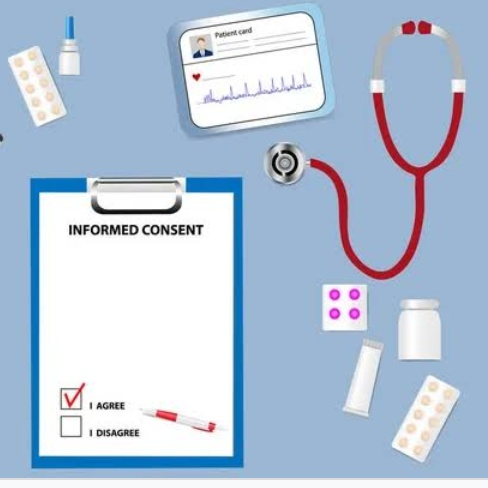 Patient card
INFORMED CONSENT
I AGREE
I DISAGREE